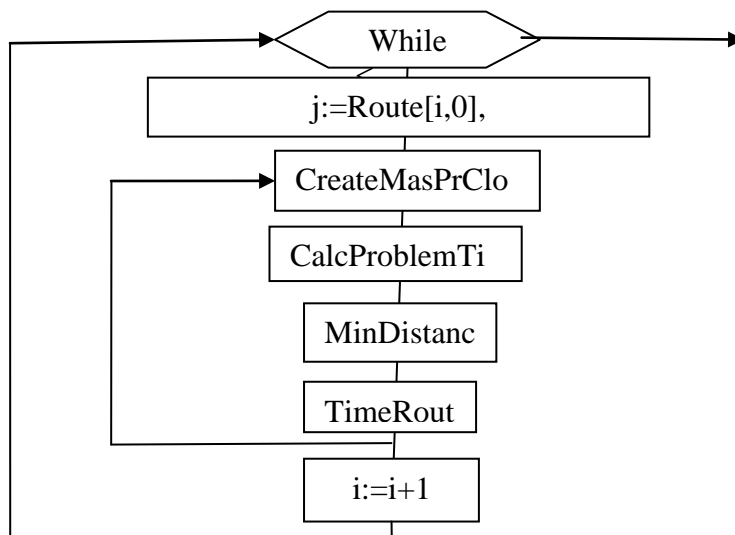 While
j:=Route[i,0],
CreateMasPrClo
CalcProblemTi
MinDistanc
TimeRout
i:=i+1